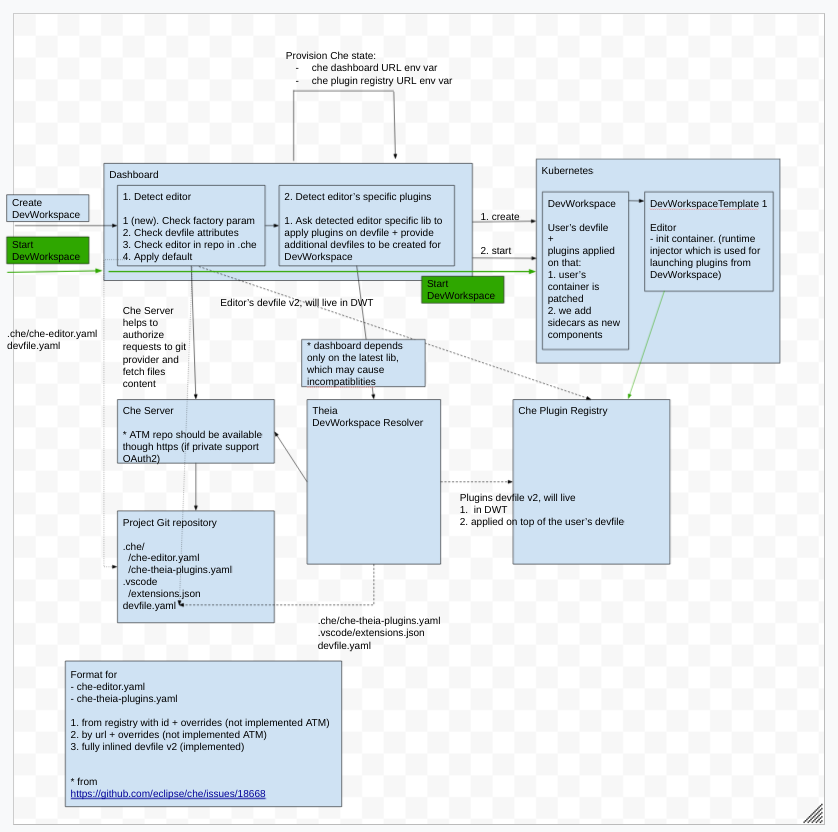 Provision Che state:
- che dashboard URL env var
- che plugin registry URL env var
Dashboard
1. Detect editor
1 (new). Check factory param
2. Check devfile attributes
3. Check editor in repo in .che
4. Apply default
2. Detect editor's specific plugins
1. Ask detected editor specific lib to
apply plugins on devfile + provide
additional devfiles to be created for
DevWorkspace
Create
DevWorkspace
Start
DevWorkspace
1. create
2. start
Start
DevWorkspace
Kubernetes
DevWorkspace
User's devfile
+
plugins applied
on that:
1. user's
container is
patched
2. we add
sidecars as new
components
DevWorkspaceTemplate 1
Editor
- init container. (runtime
injector which is used for
launching plugins from
DevWorkspace)
Editor's devfile v2, will live in DWT
.che/che-editor.yaml
devfile.yaml
Che Server
helps to
authorize
requests to git
provider and
fetch files
content
* dashboard depends
only on the latest lib,
which may cause
incompatiblities
Che Server
* ATM repo should be available
though https (if private support
OAuth2)
Theia
DevWorkspace Resolver
Che Plugin Registry
Plugins devfile v2, will live
1. in DWT
2. applied on top of the user's devfile
Project Git repository
.che/
/che-editor.yaml
/che-theia-plugins.yaml
.vscode
/extensions.json
devfile.yaml
.che/che-theia-plugins.yaml
.vscode/extensions.json
devfile.yaml
Format for
- che-editor.yaml
- che-theia-plugins.yaml
1. from registry with id + overrides (not implemented ATM)
2. by url + overrides (not implemented ATM)
3. fully inlined devfile v2 (implemented)
* from
https://github.com/eclipse/che/issues/18668